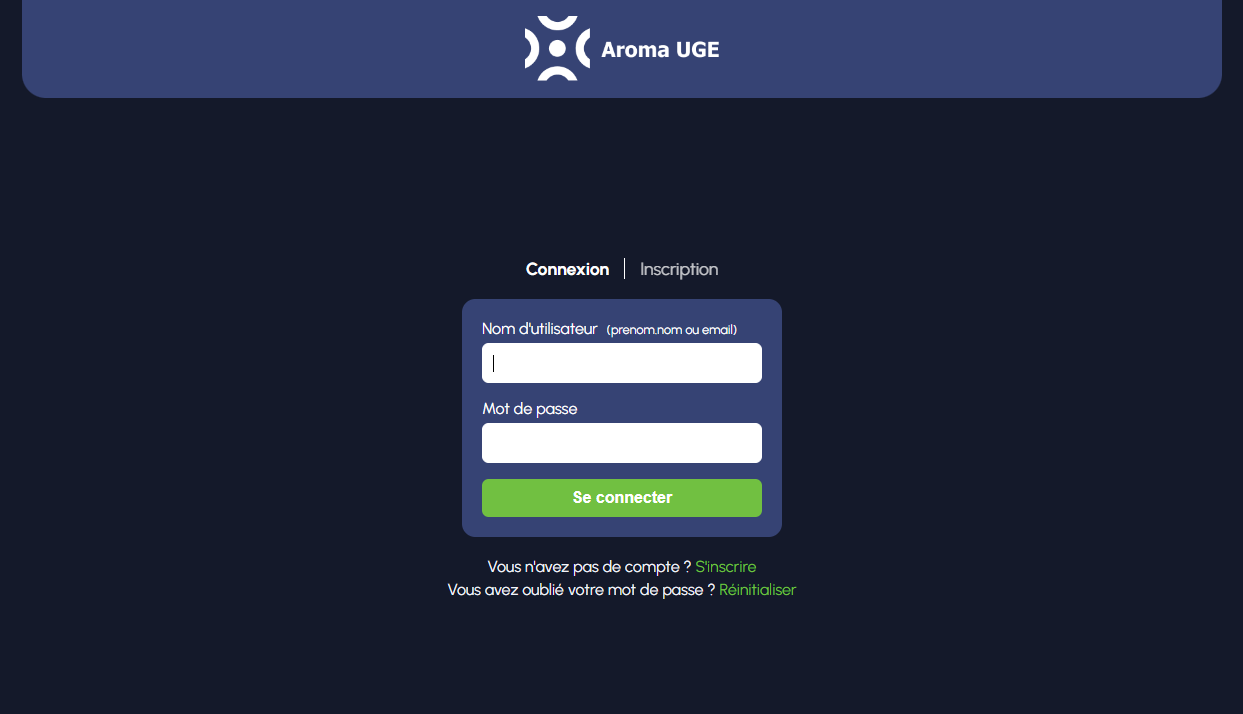 Aroma UGE
Connexion | Inscription
Nom d'utilisateur (prenom.nom ou email)
Mot de passe
Se connecter
Vous n'avez pas de compte ? S'inscrire
Vous avez oublié votre mot de passe ? Réinitialiser